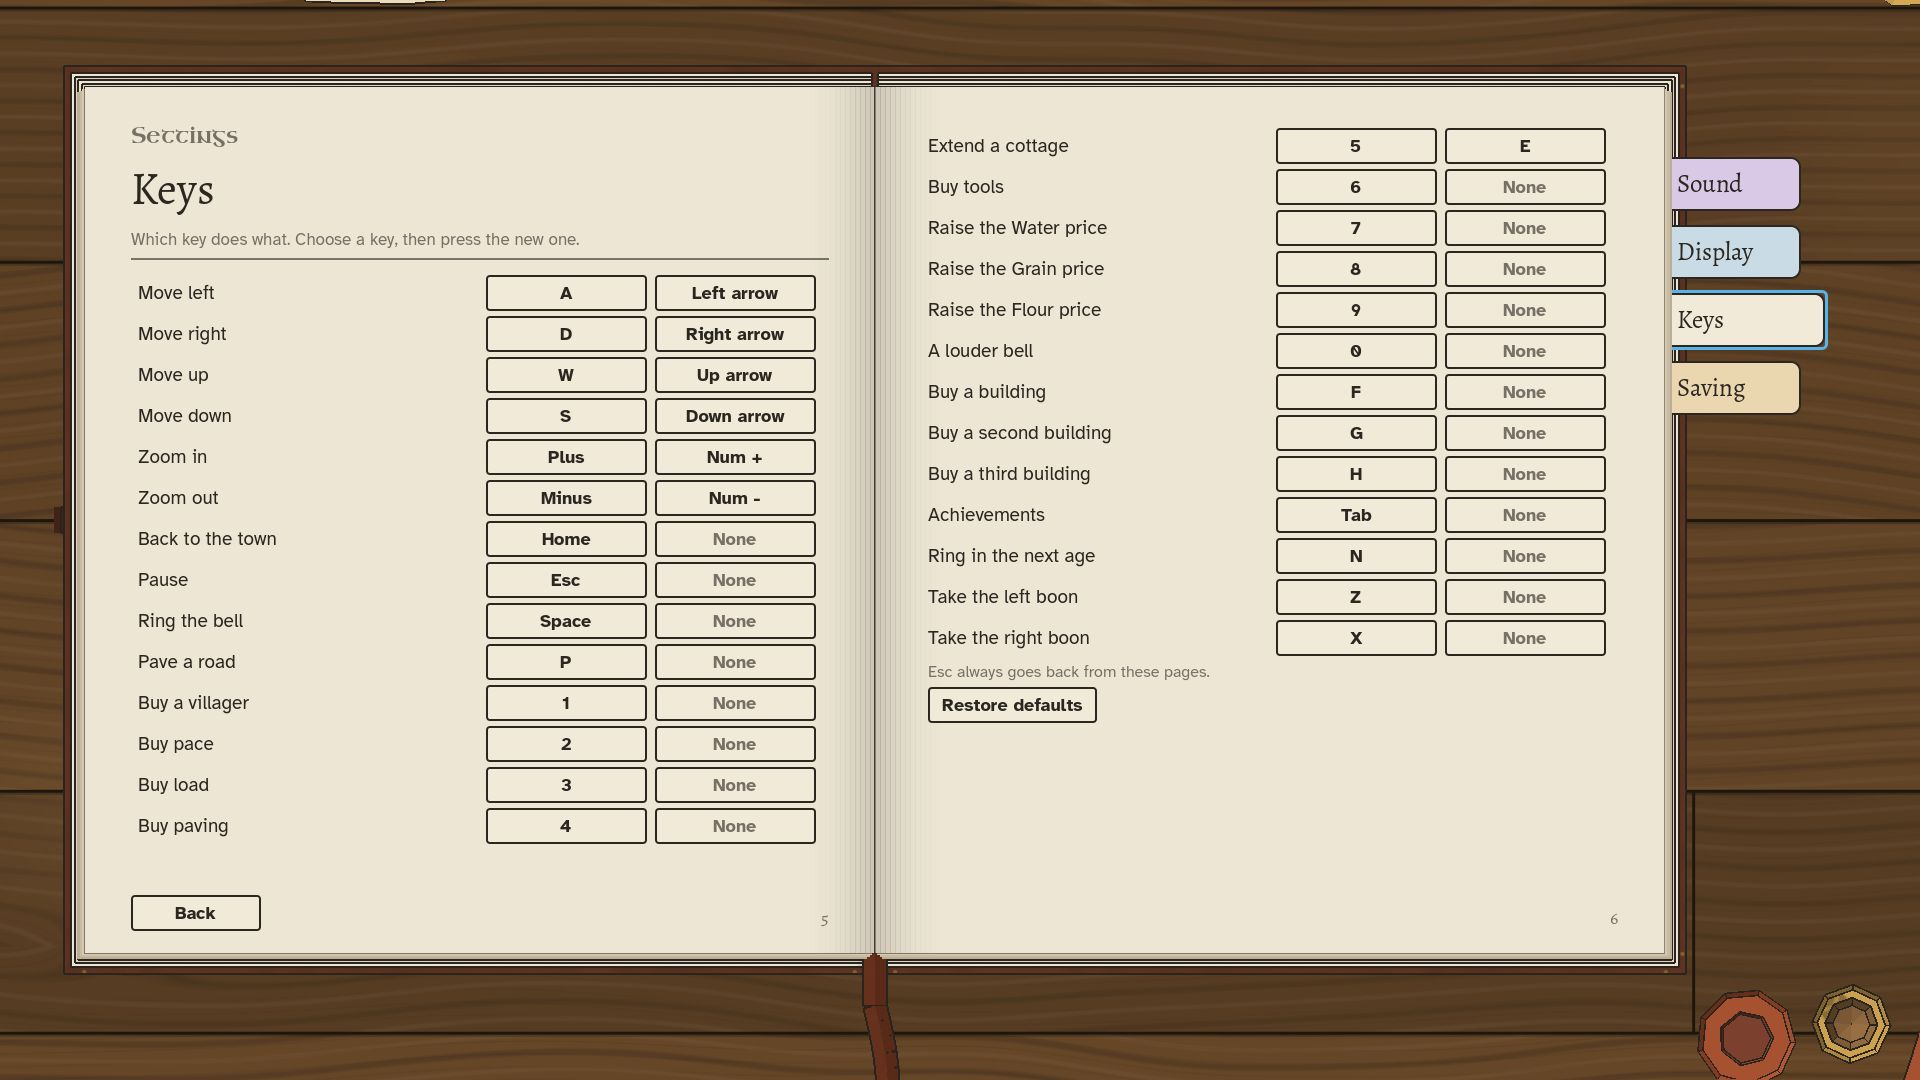 Settings
Keys
Which key does what. Choose a key, then press the new one.
Move left A Left arrow
Move right D Right arrow
Move up W Up arrow
Move down S Down arrow
Zoom in Plus Num +
Zoom out Minus Num -
Back to the town Home None
Pause Esc None
Ring the bell Space None
Pave a road P None
Buy a villager 1 None
Buy pace 2 None
Buy load 3 None
Buy paving 4 None
Back
5
Extend a cottage 5 E
Buy tools 6 None
Raise the Water price 7 None
Raise the Grain price 8 None
Raise the Flour price 9 None
A louder bell 0 None
Buy a building F None
Buy a second building G None
Buy a third building H None
Achievements Tab None
Ring in the next age N None
Take the left boon Z None
Take the right boon X None
Esc always goes back from these pages.
Restore defaults
6
Sound
Display
Keys
Saving